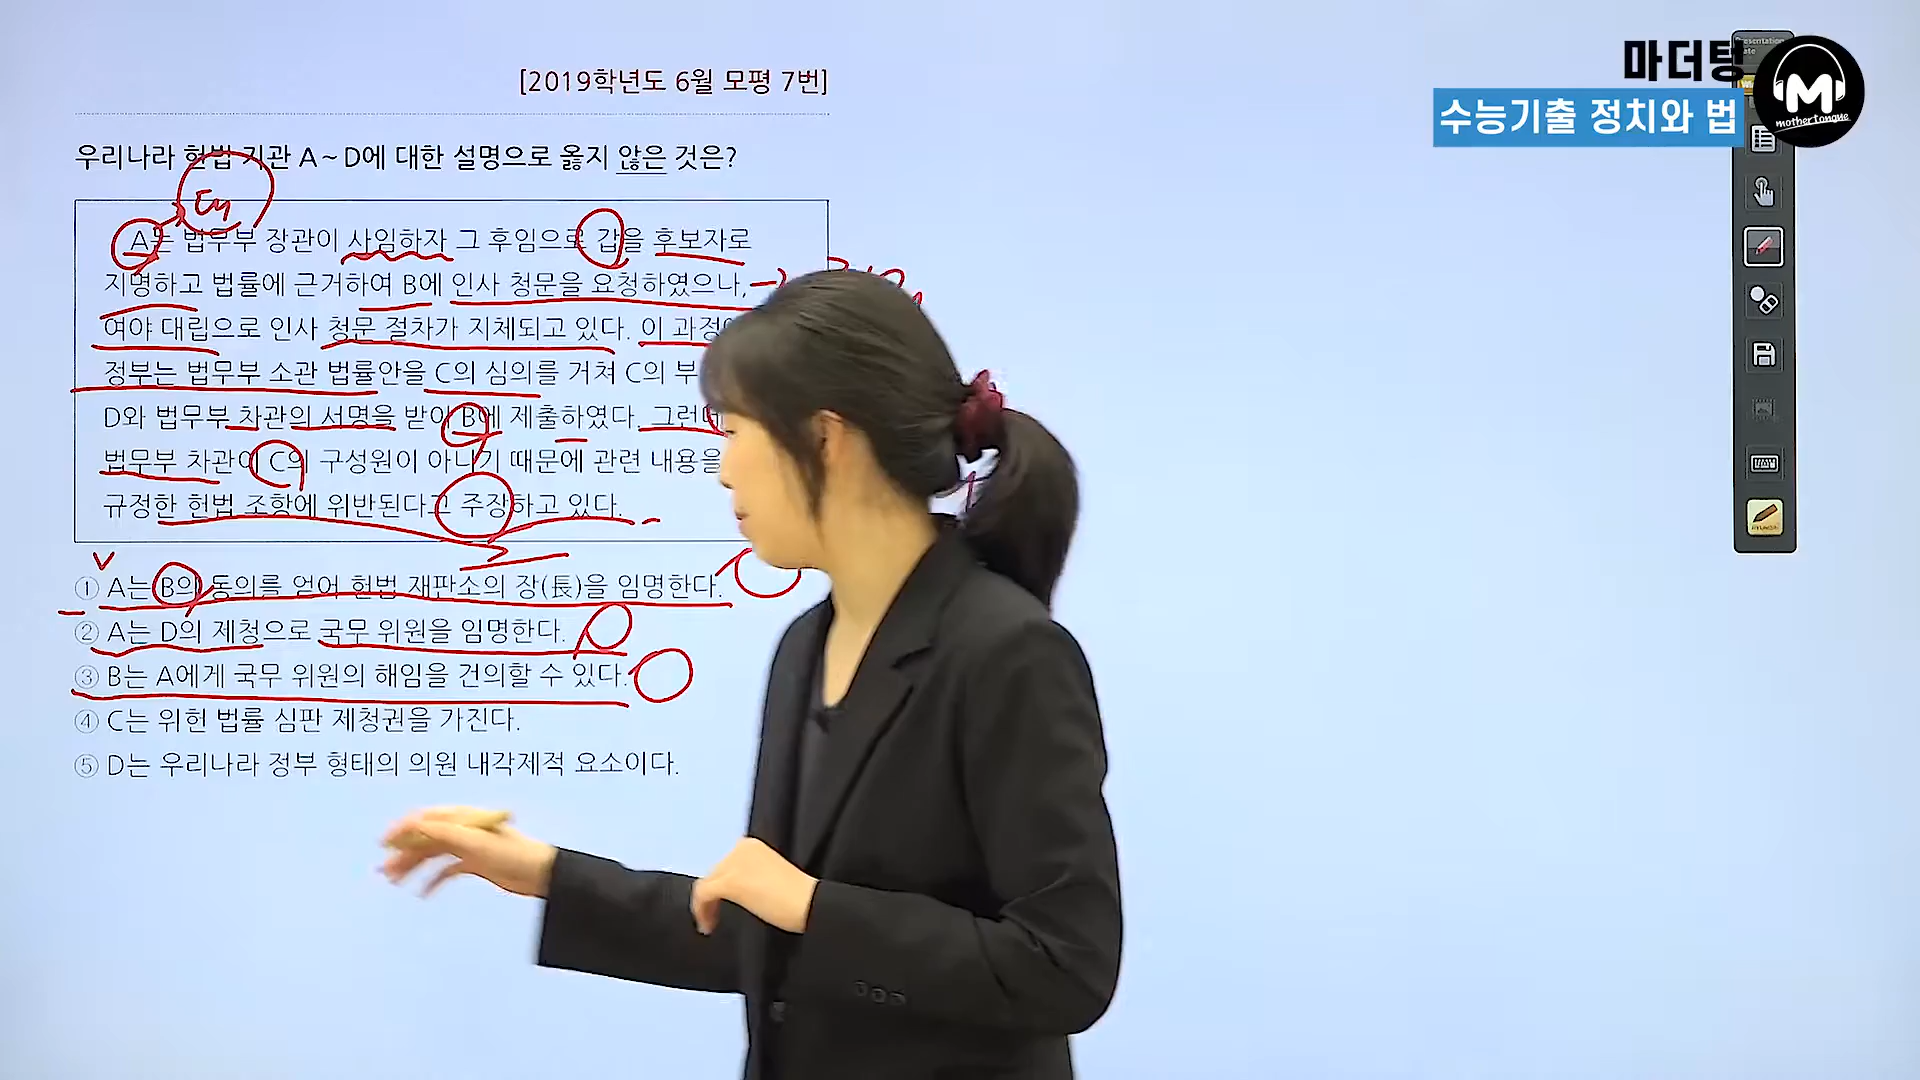 [2019학년도 6월 모평 7번]
우리나라 헌법 기관 A~D에 대한 설명으로 옳지 않은 것은?
A는 법무부 장관이 사임하자 그 후임으로 갑을 후보자로
지명하고 법률에 근거하여 B에 인사 청문을 요청하였으나,
여야 대립으로 인사 청문 절차가 지체되고 있다. 이 과정
정부는 법무부 소관 법률안을 C의 심의를 거쳐 C의 부
D와 법무부 차관의 서명을 받아 B에 제출하였다. 그런데
법무부 차관이 C의 구성원이 아니기 때문에 관련 내용을
규정한 헌법 조항에 위반된다고 주장하고 있다.
① A는 B의 동의를 얻어 헌법 재판소의 장(長)을 임명한다.
② A는 D의 제청으로 국무 위원을 임명한다.
③ B는 A에게 국무 위원의 해임을 건의할 수 있다.
④ C는 위헌 법률 심판 제청권을 가진다.
⑤ D는 우리나라 정부 형태의 의원 내각제적 요소이다.
마더텅
수능기출 정치와 법
M
mothertongue